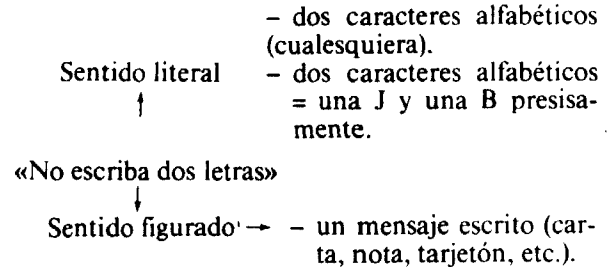 – dos caracteres alfabéticos
(cualesquiera).
Sentido literal – dos caracteres alfabéticos
↑ = una J y una B presisa-
mente.
«No escriba dos letras»
↓
Sentido figurado → – un mensaje escrito (car-
ta, nota, tarjetón, etc.).